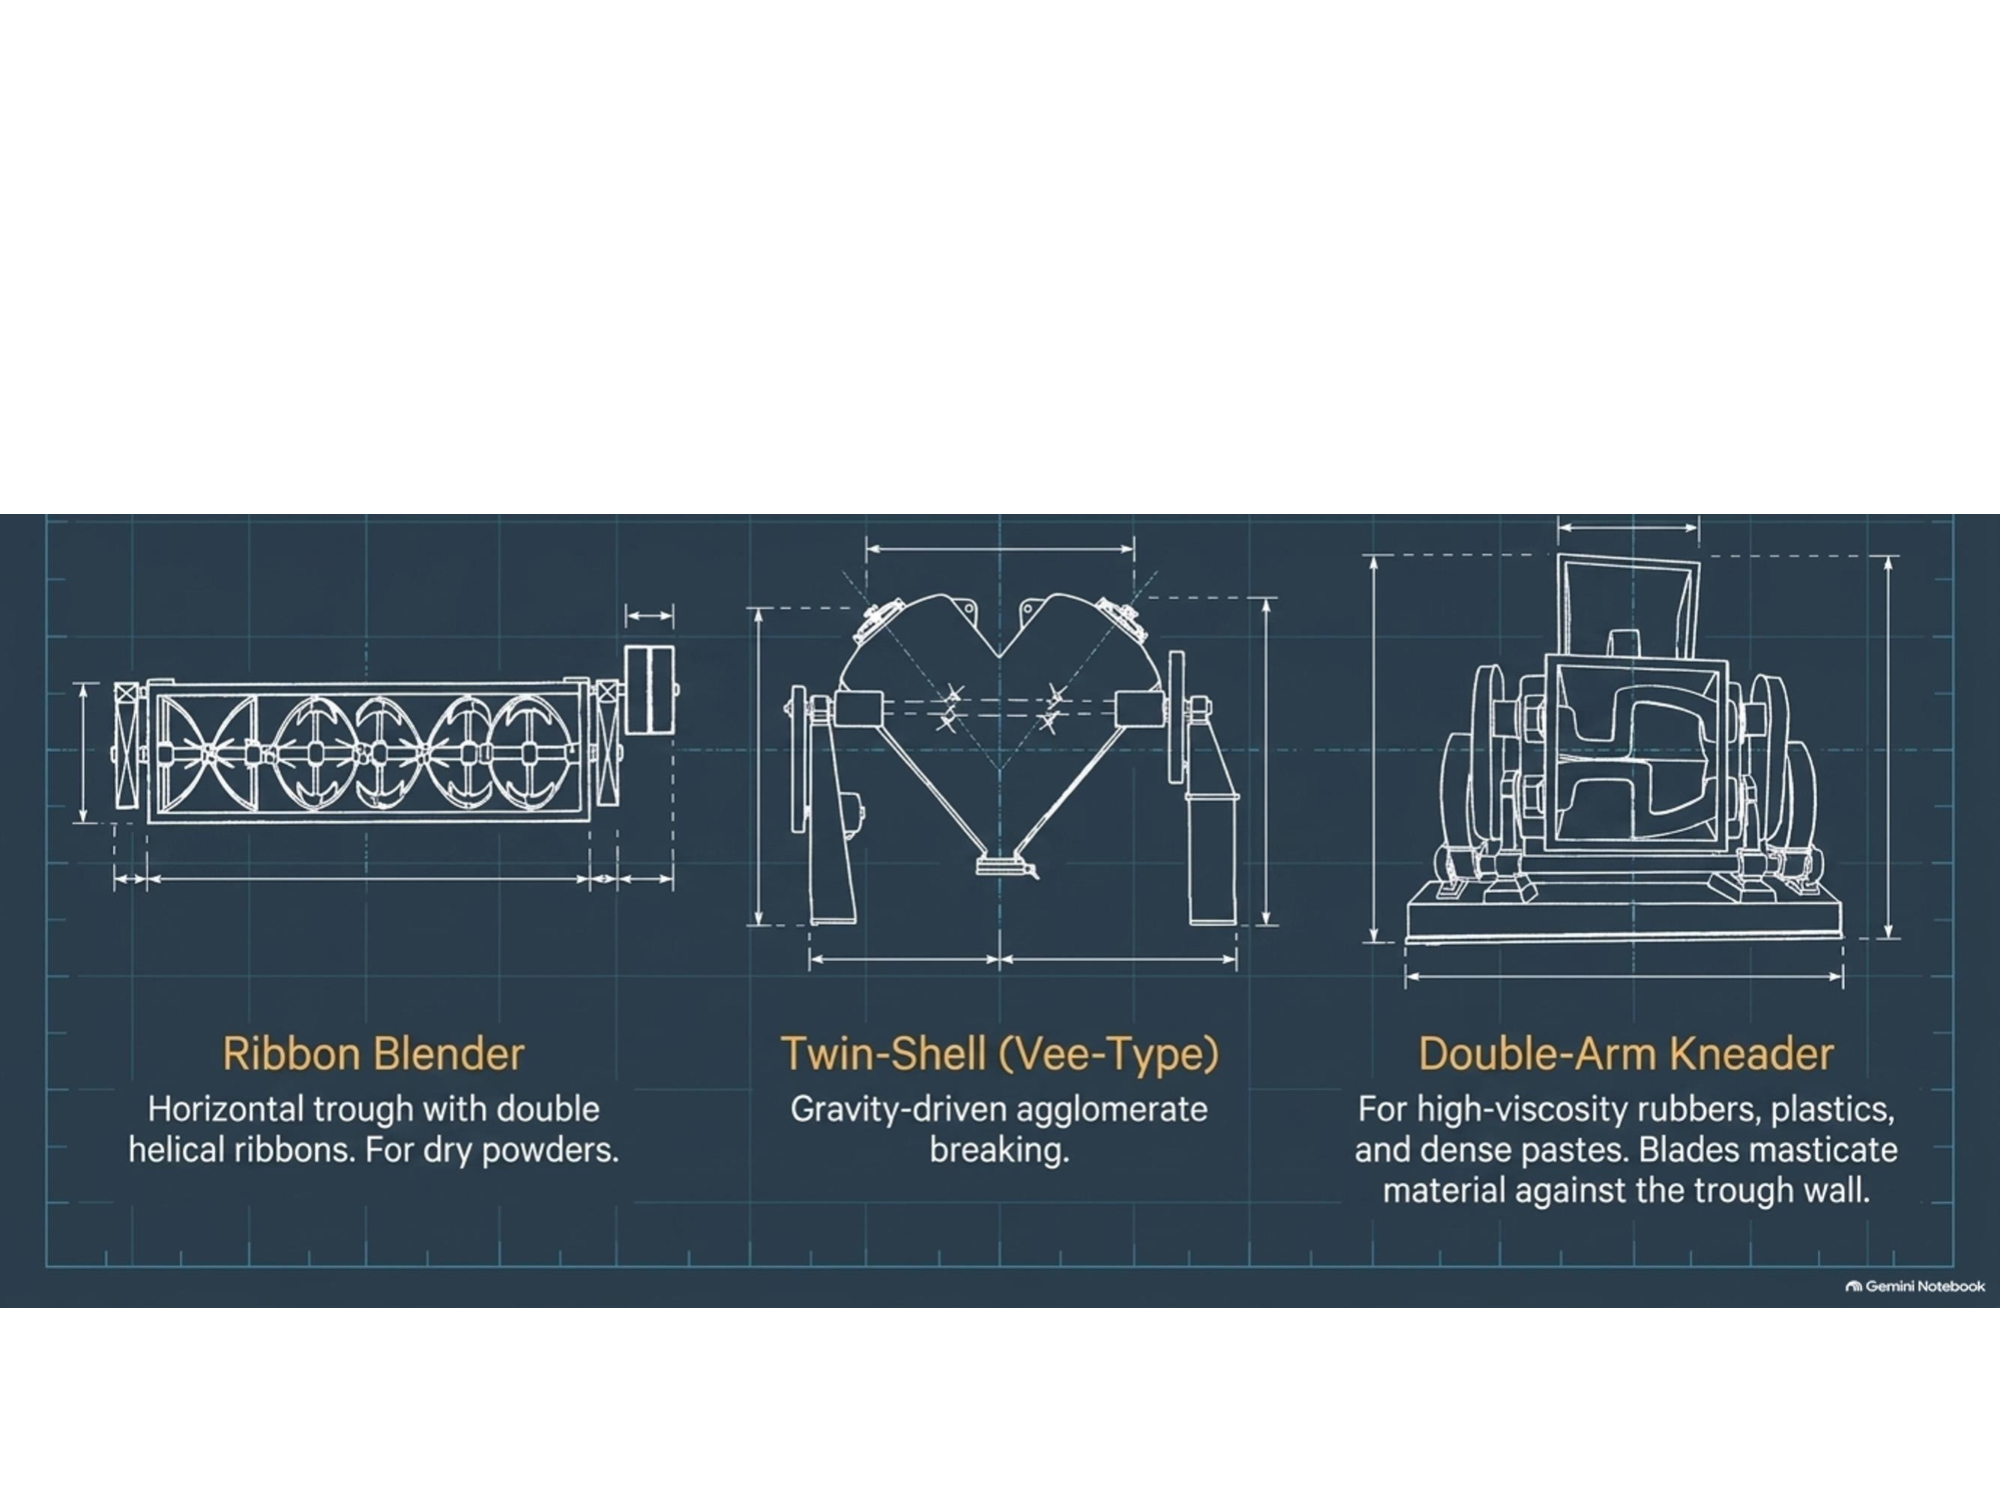 Ribbon Blender
Horizontal trough with double
helical ribbons. For dry powders.
Twin-Shell (Vee-Type)
Gravity-driven agglomerate
breaking.
Double-Arm Kneader
For high-viscosity rubbers, plastics,
and dense pastes. Blades masticate
material against the trough wall.
Gemini Notebook